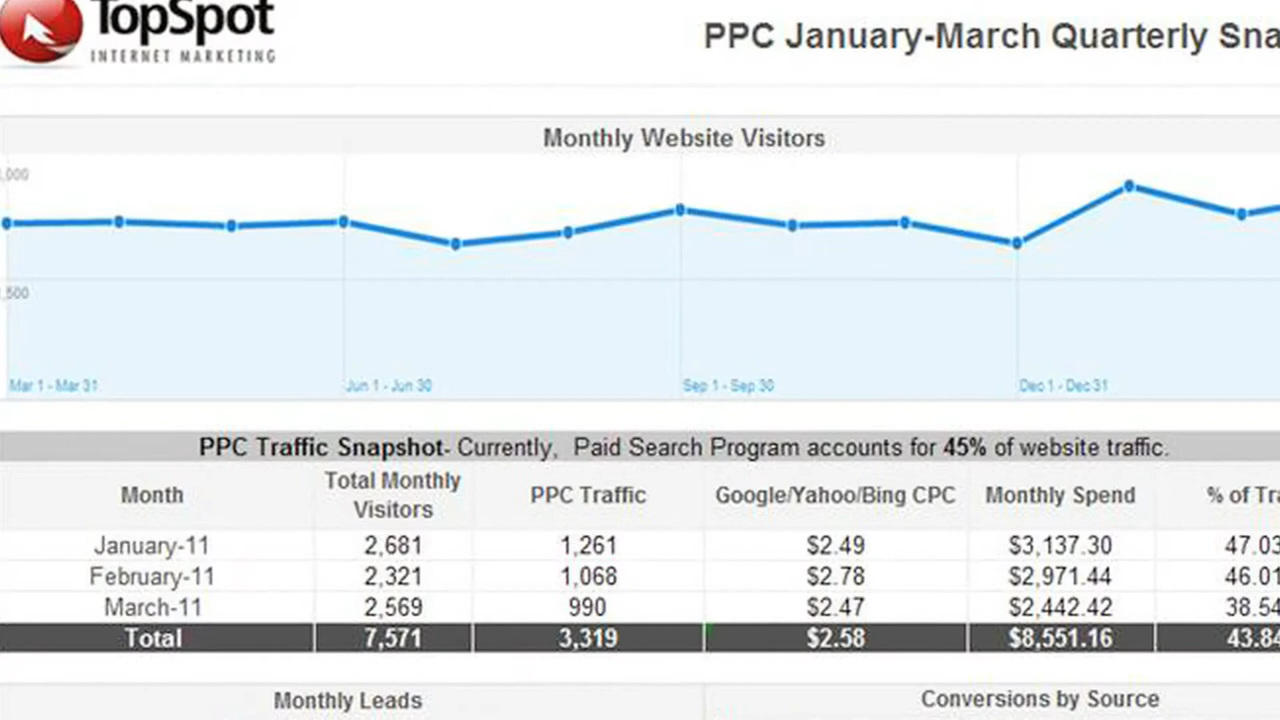 TopSpot
INTERNET MARKETING
PPC January-March Quarterly Sna
Monthly Website Visitors
,000
,500
Mar 1 - Mar 31
Jun 1 - Jun 30
Sep 1 - Sep 30
Dec 1 - Dec 31
PPC Traffic Snapshot- Currently, Paid Search Program accounts for 45% of website traffic.
Month Total Monthly Visitors PPC Traffic Google/Yahoo/Bing CPC Monthly Spend % of Tra
January-11 2,681 1,261 $2.49 $3,137.30 47.03
February-11 2,321 1,068 $2.78 $2,971.44 46.01
March-11 2,569 990 $2.47 $2,442.42 38.54
Total 7,571 3,319 $2.58 $8,551.16 43.84
Monthly Leads
Conversions by Source